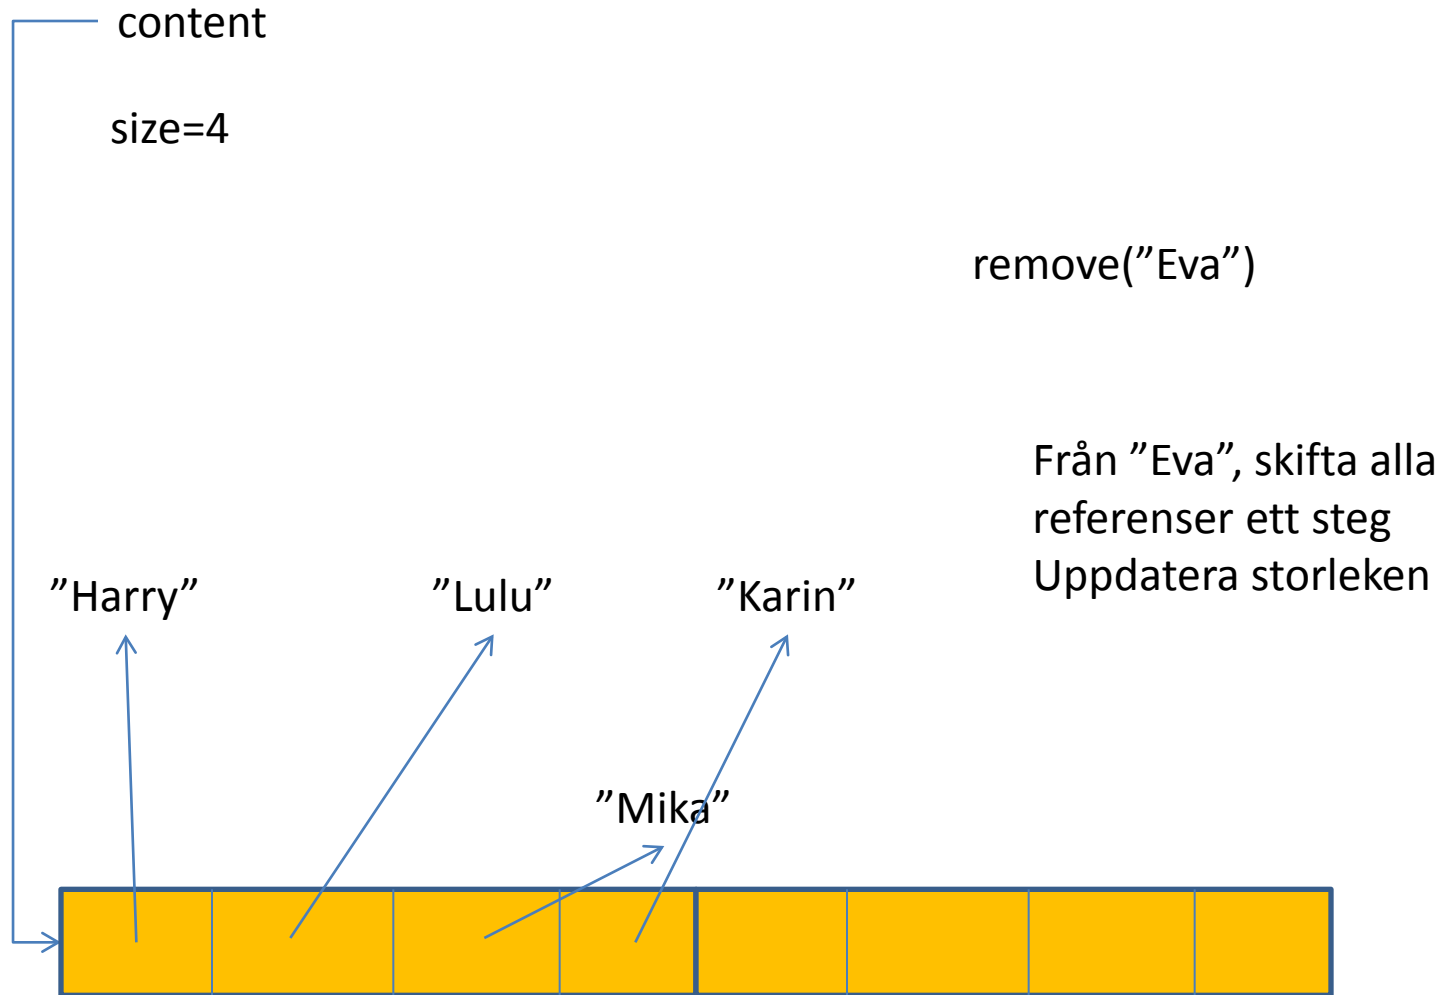 content
size=4
remove(”Eva”)
Från ”Eva”, skifta alla
referenser ett steg
Uppdatera storleken
”Harry”
”Lulu”
”Karin”
”Mika”